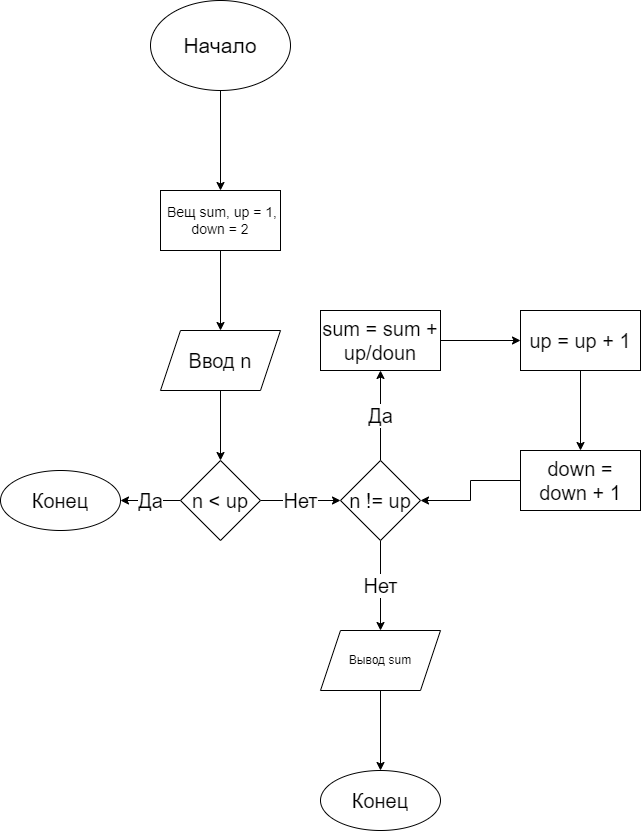 Начало
Вещ sum, up = 1,
down = 2
Ввод n
sum = sum +
up/doun
up = up + 1
Да
down =
down + 1
Конец
Да
n < up
Нет
n != up
Нет
Вывод sum
Конец